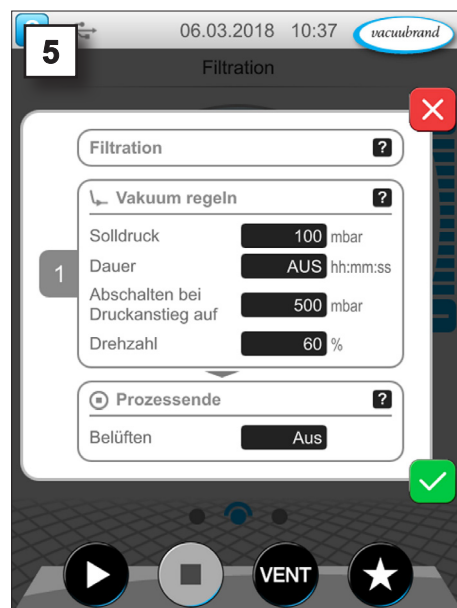 06.03.2018 10:37 vacuubrand
5
Filtration
Filtration ?
Vakuum regeln ?
1
Solldruck 100 mbar
Dauer AUS hh:mm:ss
Abschalten bei
Druckanstieg auf 500 mbar
Drehzahl 60 %
Prozessende ?
Belüften Aus
VENT